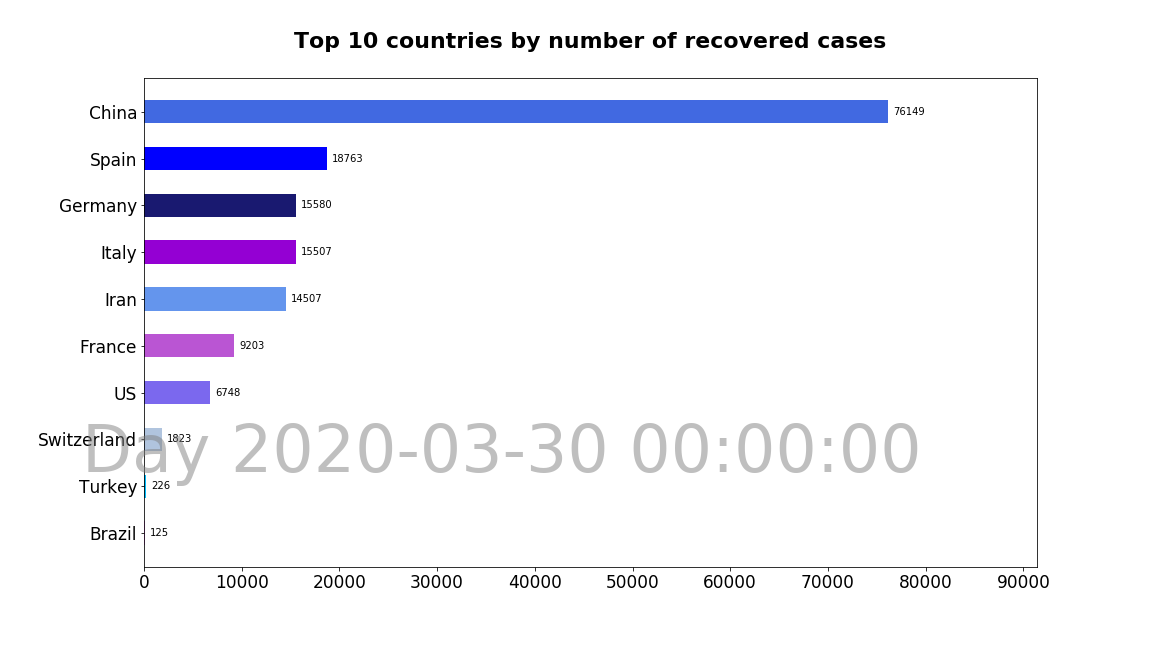 Top 10 countries by number of recovered cases
China 76149
Spain 18763
Germany 15580
Italy 15507
Iran 14507
France 9203
US 6748
Switzerland 1823
Day 2020-03-30 00:00:00
Turkey 226
Brazil 125
0 10000 20000 30000 40000 50000 60000 70000 80000 90000